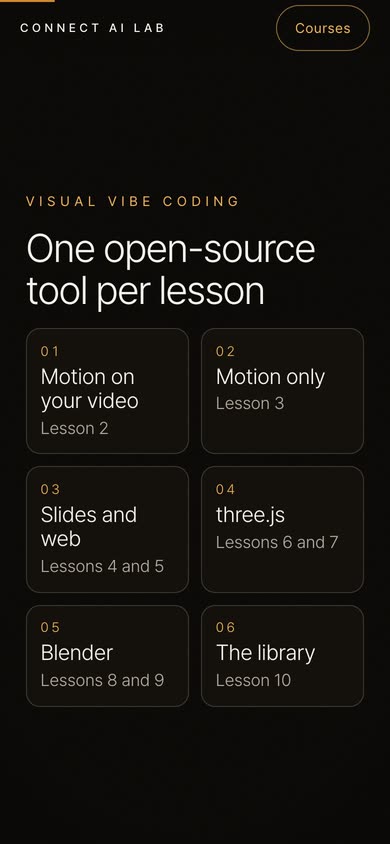 CONNECT AI LAB
Courses
VISUAL VIBE CODING
One open-source
tool per lesson
01
Motion on
your video
Lesson 2
02
Motion only
Lesson 3
03
Slides and
web
Lessons 4 and 5
04
three.js
Lessons 6 and 7
05
Blender
Lessons 8 and 9
06
The library
Lesson 10